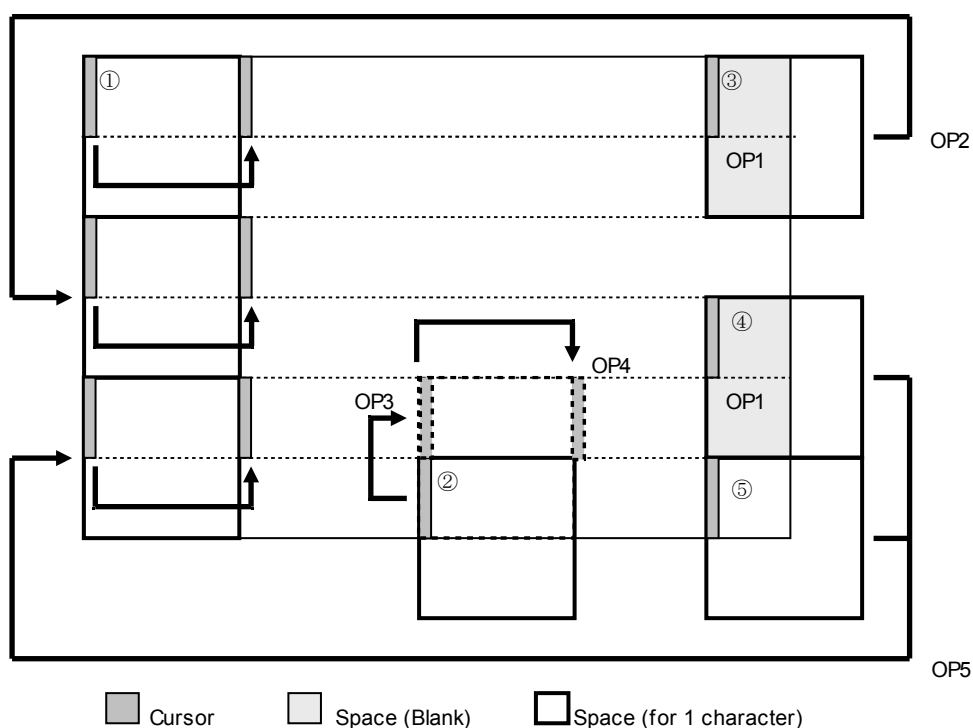 ① ③
OP2
OP1
④
OP4
OP3 OP1
② ⑤
OP5
Cursor Space (Blank) Space (for 1 character)